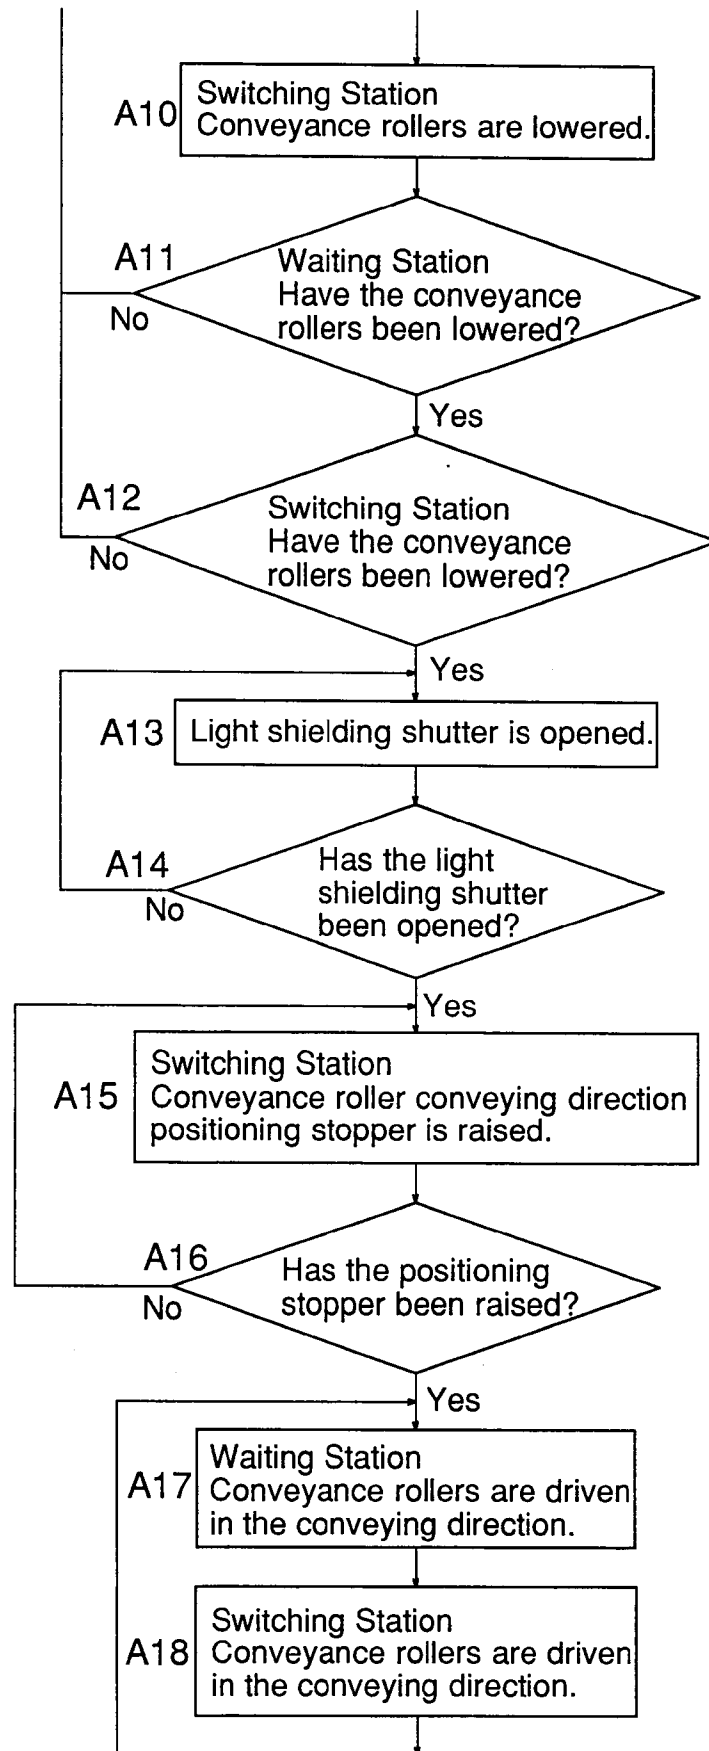 A10
Switching Station
Conveyance rollers are lowered.
A11
Waiting Station
Have the conveyance
rollers been lowered?
No
Yes
A12
Switching Station
Have the conveyance
rollers been lowered?
No
Yes
A13
Light shielding shutter is opened.
A14
Has the light
shielding shutter
been opened?
No
Yes
A15
Switching Station
Conveyance roller conveying direction
positioning stopper is raised.
A16
Has the positioning
stopper been raised?
No
Yes
A17
Waiting Station
Conveyance rollers are driven
in the conveying direction.
A18
Switching Station
Conveyance rollers are driven
in the conveying direction.